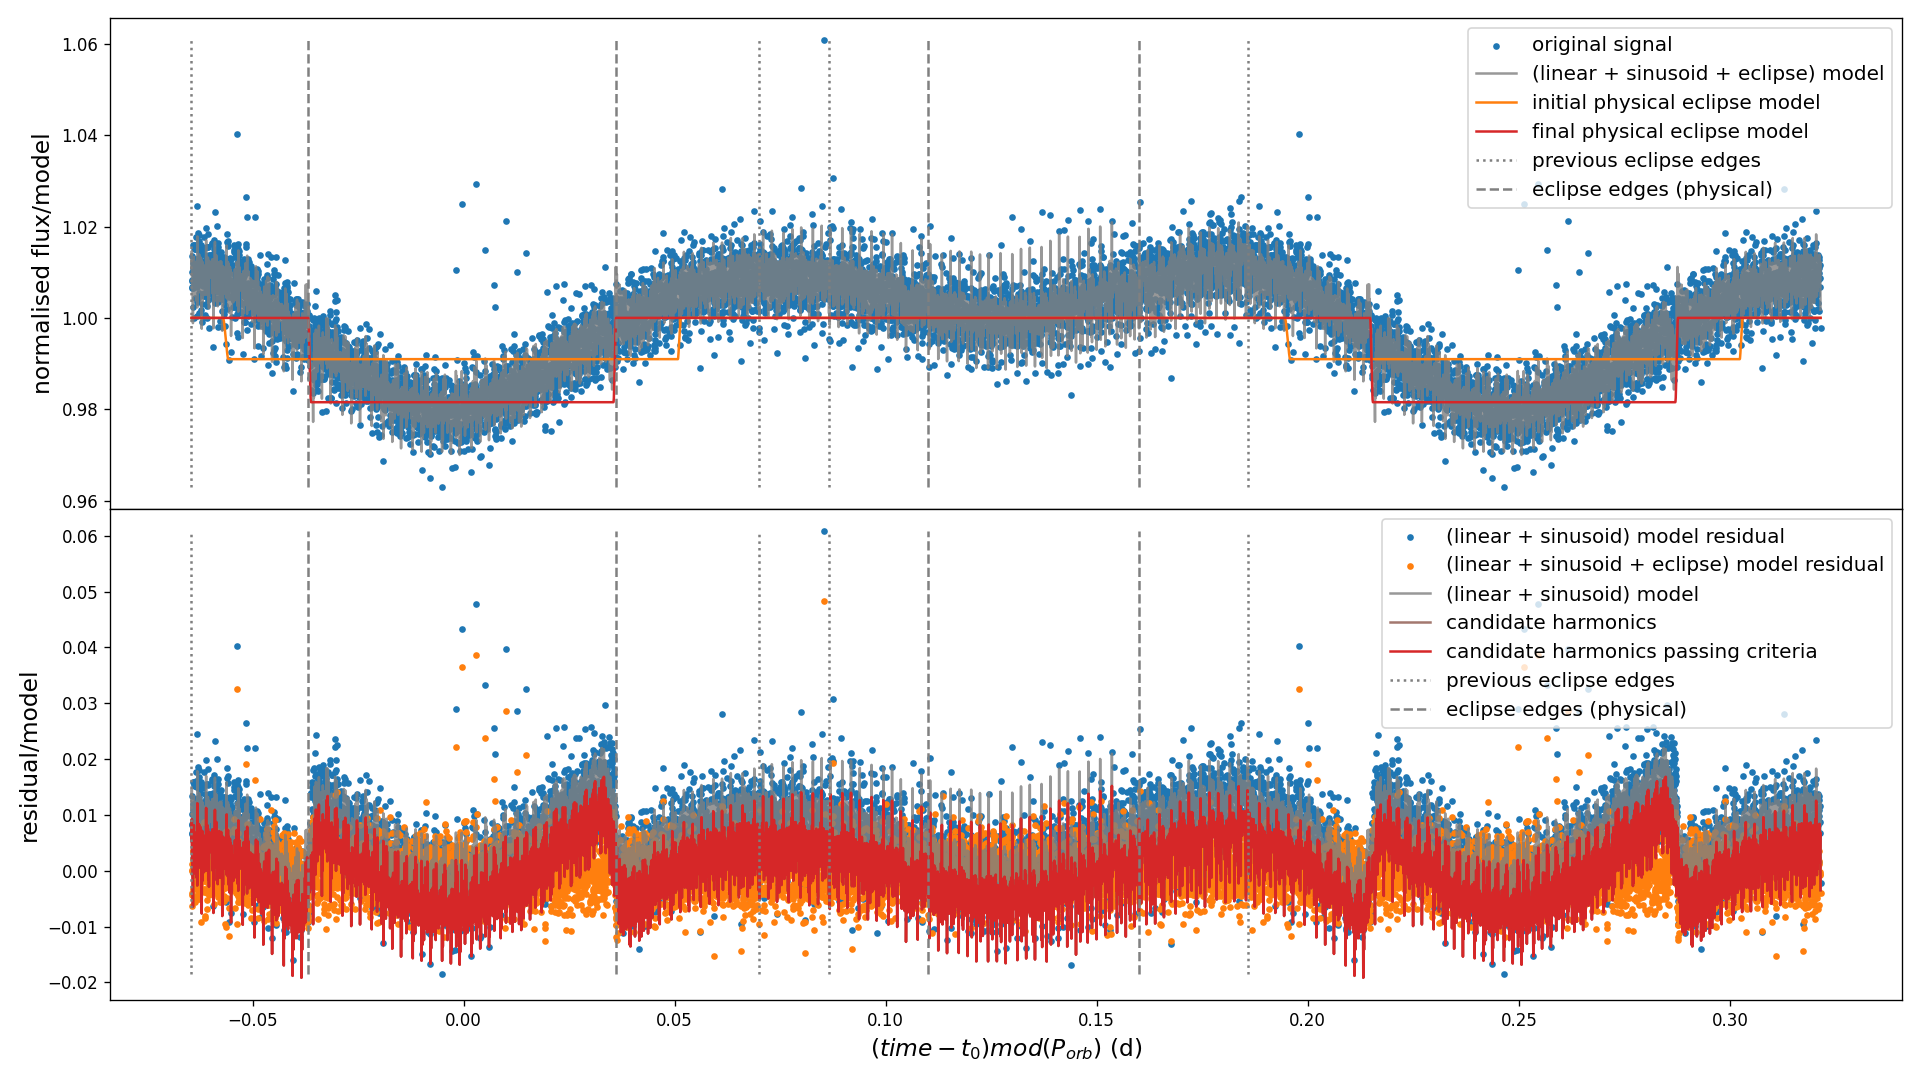 normalised flux/model
1.06
1.04
1.02
1.00
0.98
0.96
original signal
(linear + sinusoid + eclipse) model
initial physical eclipse model
final physical eclipse model
previous eclipse edges
eclipse edges (physical)
residual/model
0.06
0.05
0.04
0.03
0.02
0.01
0.00
−0.01
−0.02
(linear + sinusoid) model residual
(linear + sinusoid + eclipse) model residual
(linear + sinusoid) model
candidate harmonics
candidate harmonics passing criteria
previous eclipse edges
eclipse edges (physical)
−0.05 0.00 0.05 0.10 0.15 0.20 0.25 0.30
(time − t₀)mod(P_orb) (d)